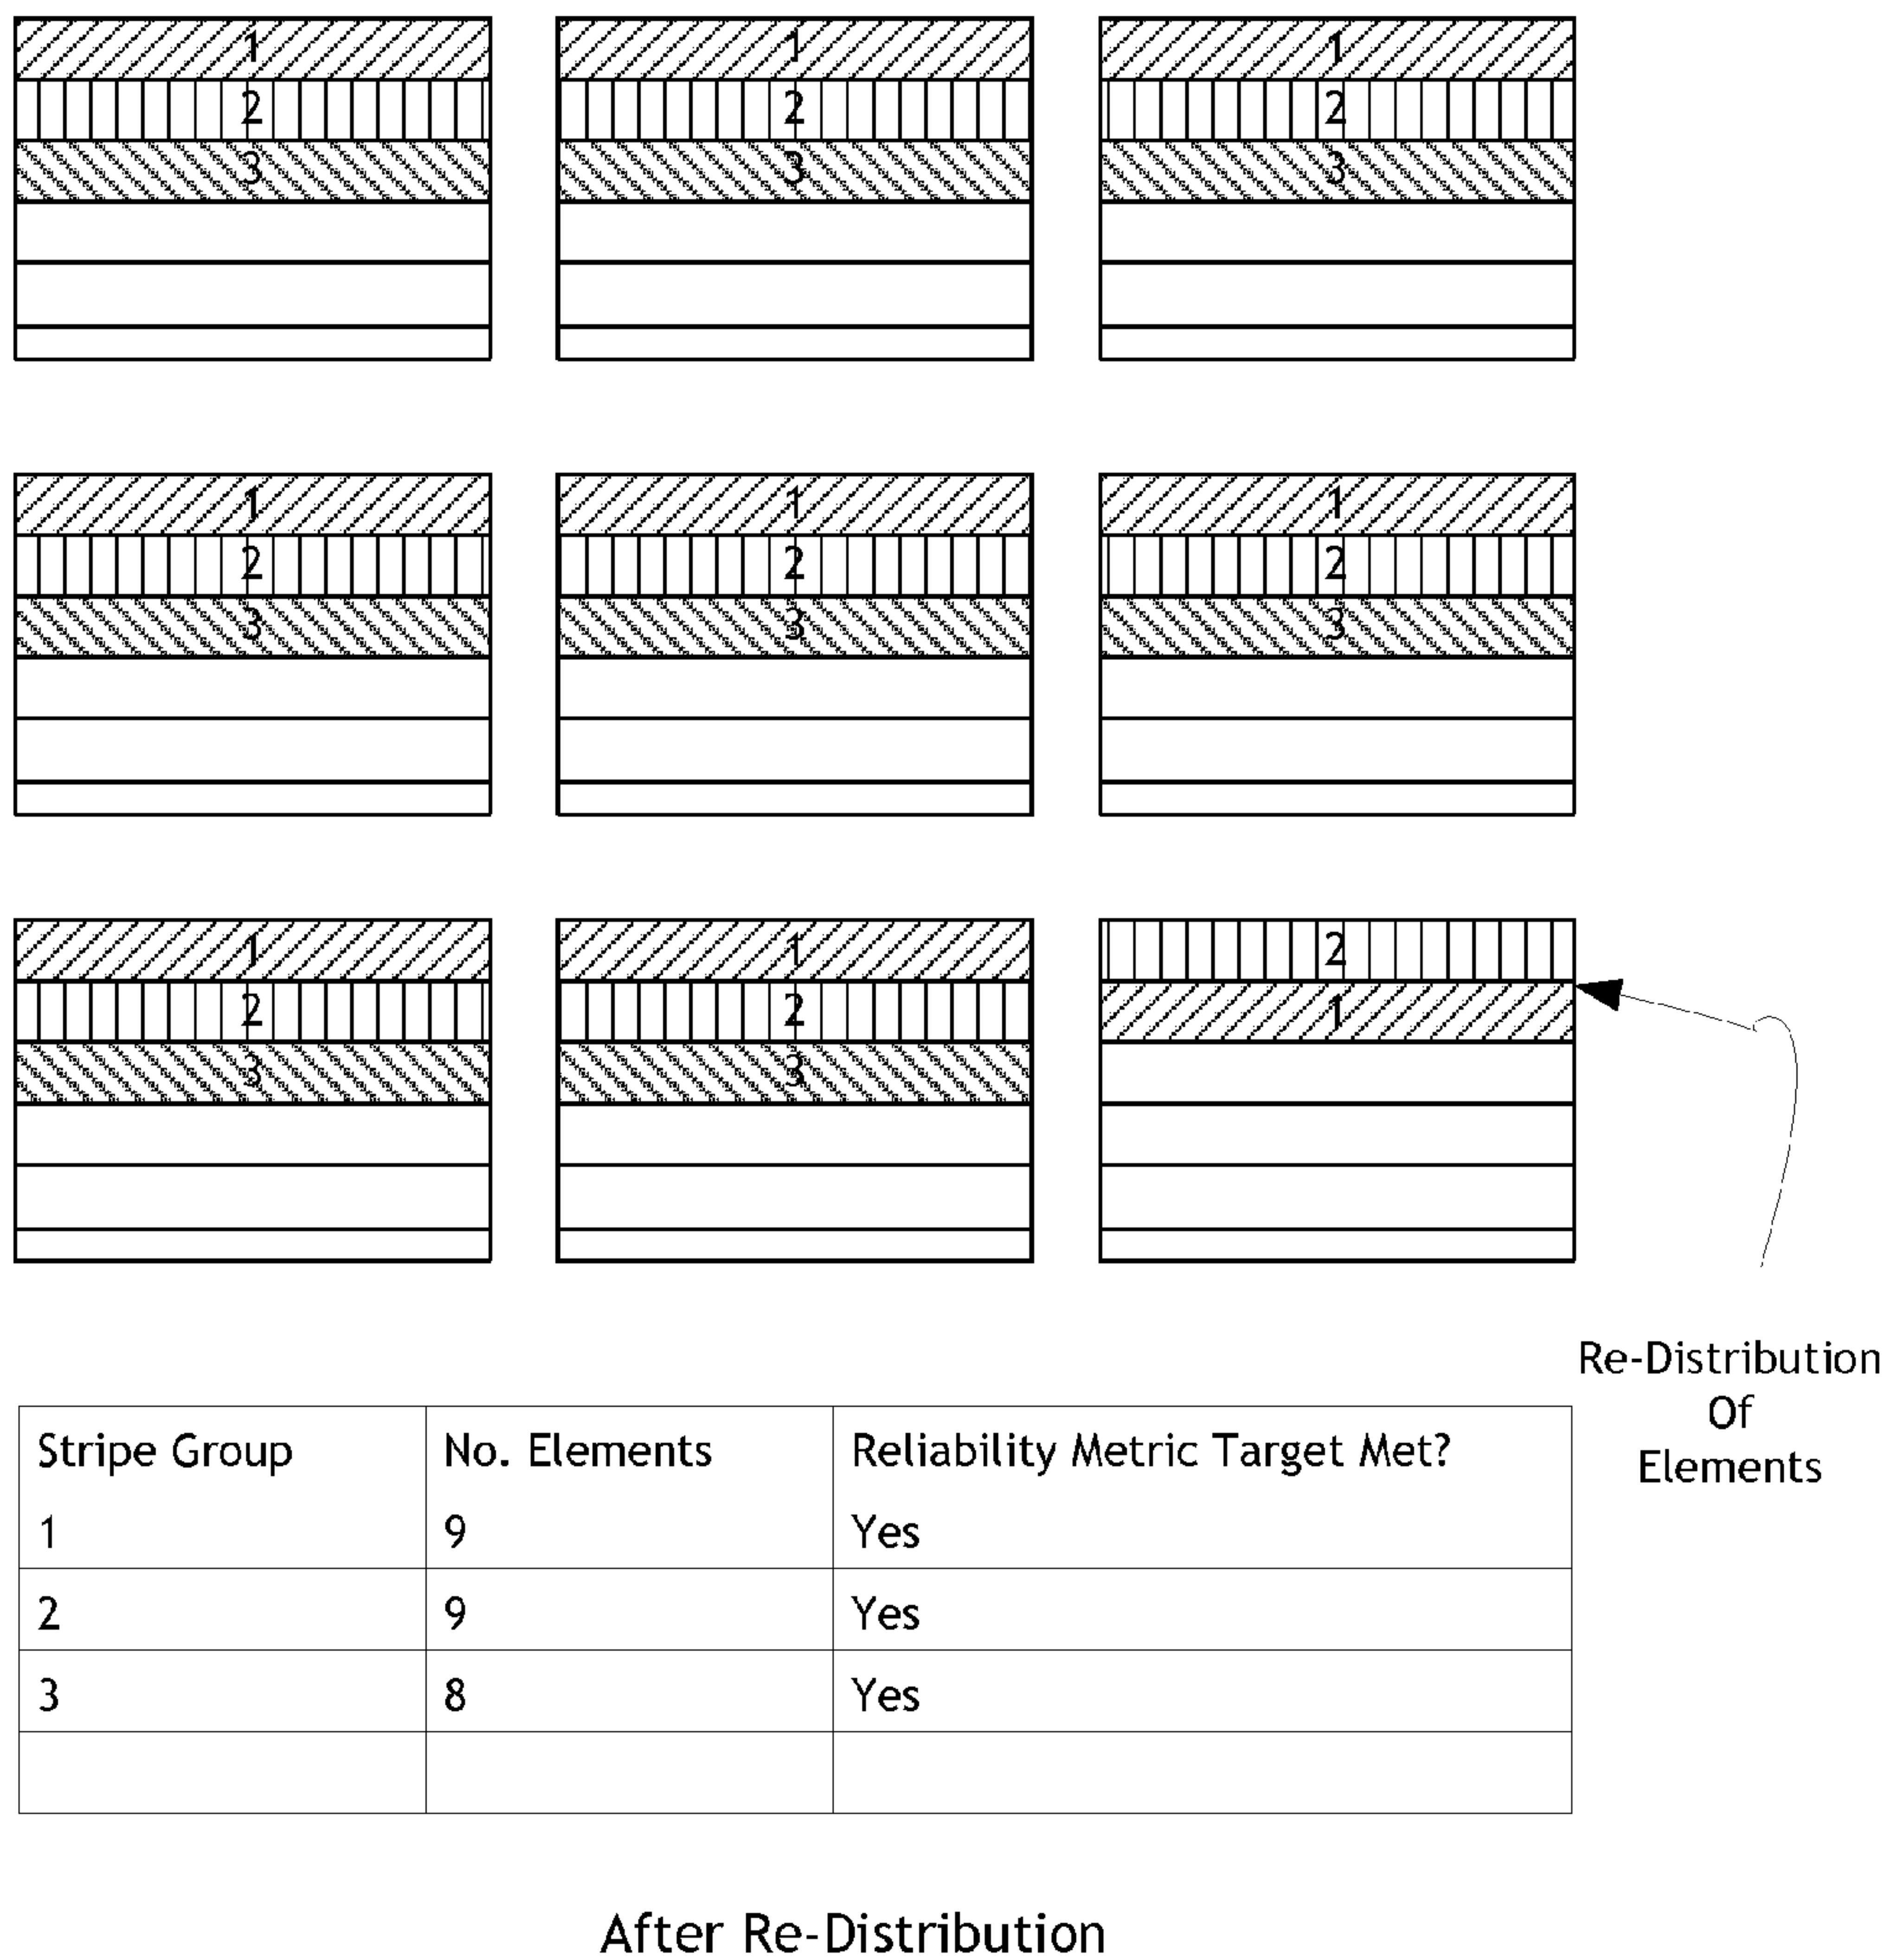 1 1 1
2 2 2
3 3 3
1 1 1
2 2 2
3 3 3
1 1 2
2 2 1
3 3
Re-Distribution
Of
Elements
Stripe Group No. Elements Reliability Metric Target Met?
1 9 Yes
2 9 Yes
3 8 Yes
After Re-Distribution